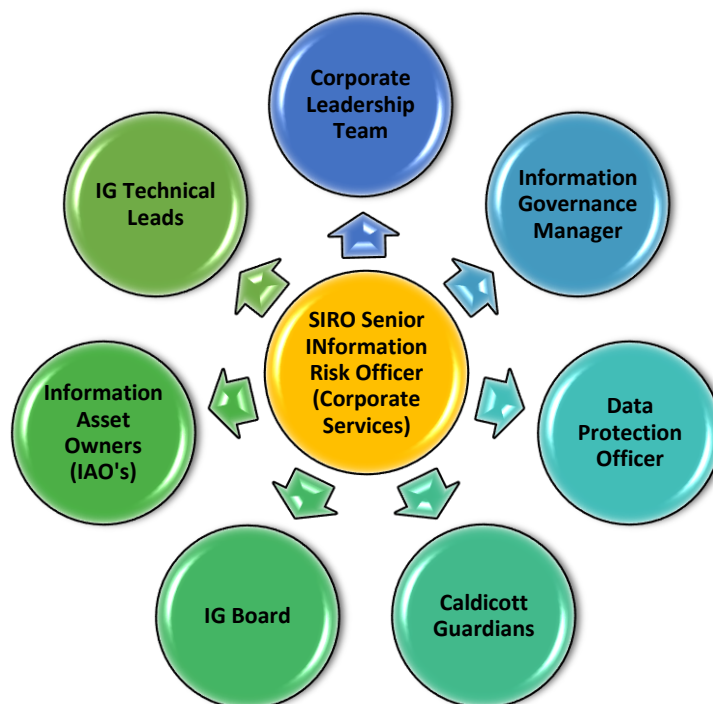 Corporate
Leadership
Team
Information
Governance
Manager
Data
Protection
Officer
Caldicott
Guardians
IG Board
Information
Asset
Owners
(IAO's)
IG Technical
Leads
SIRO Senior
INformation
Risk Officer
(Corporate
Services)